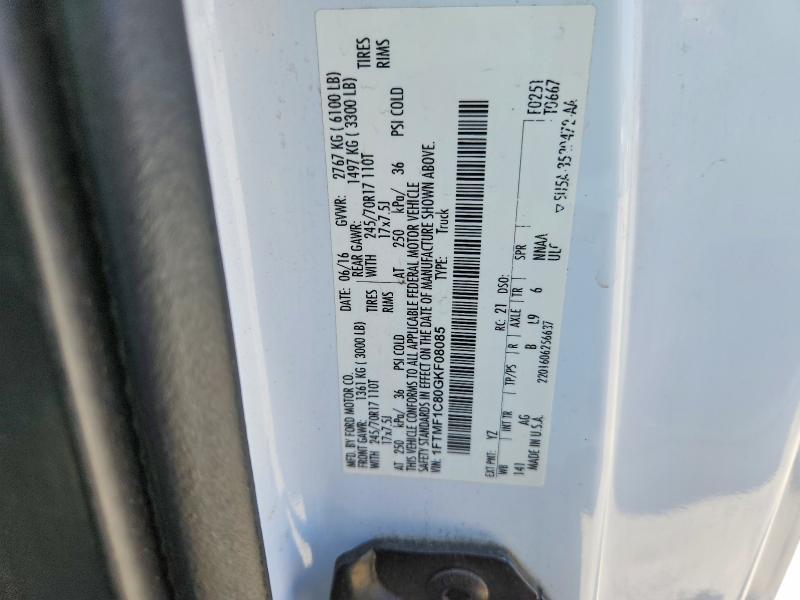 MFD. BY FORD MOTOR CO.
DATE: 06/16 GVWR: 2767 KG ( 6100 LB)
FRONT GAWR: 1361 KG ( 3000 LB) REAR GAWR: 1497 KG ( 3300 LB)
WITH 245/70R17 110T TIRES WITH 245/70R17 110T TIRES
17x7.5J RIMS 17x7.5J RIMS
AT 250 kPa/ 36 PSI COLD AT 250 kPa/ 36 PSI COLD
THIS VEHICLE CONFORMS TO ALL APPLICABLE FEDERAL MOTOR VEHICLE
SAFETY STANDARDS IN EFFECT ON THE DATE OF MANUFACTURE SHOWN ABOVE.
VIN: 1FTMF1C80GKF08085 TYPE: Truck
EXT PNT: YZ RC: 21 DSO: F0251
WB INT TR TP/PS R AXLE TR SPR T0667
141 AG B L9 6 NNAA
MADE IN U.S.A. 2201606256637 ULC